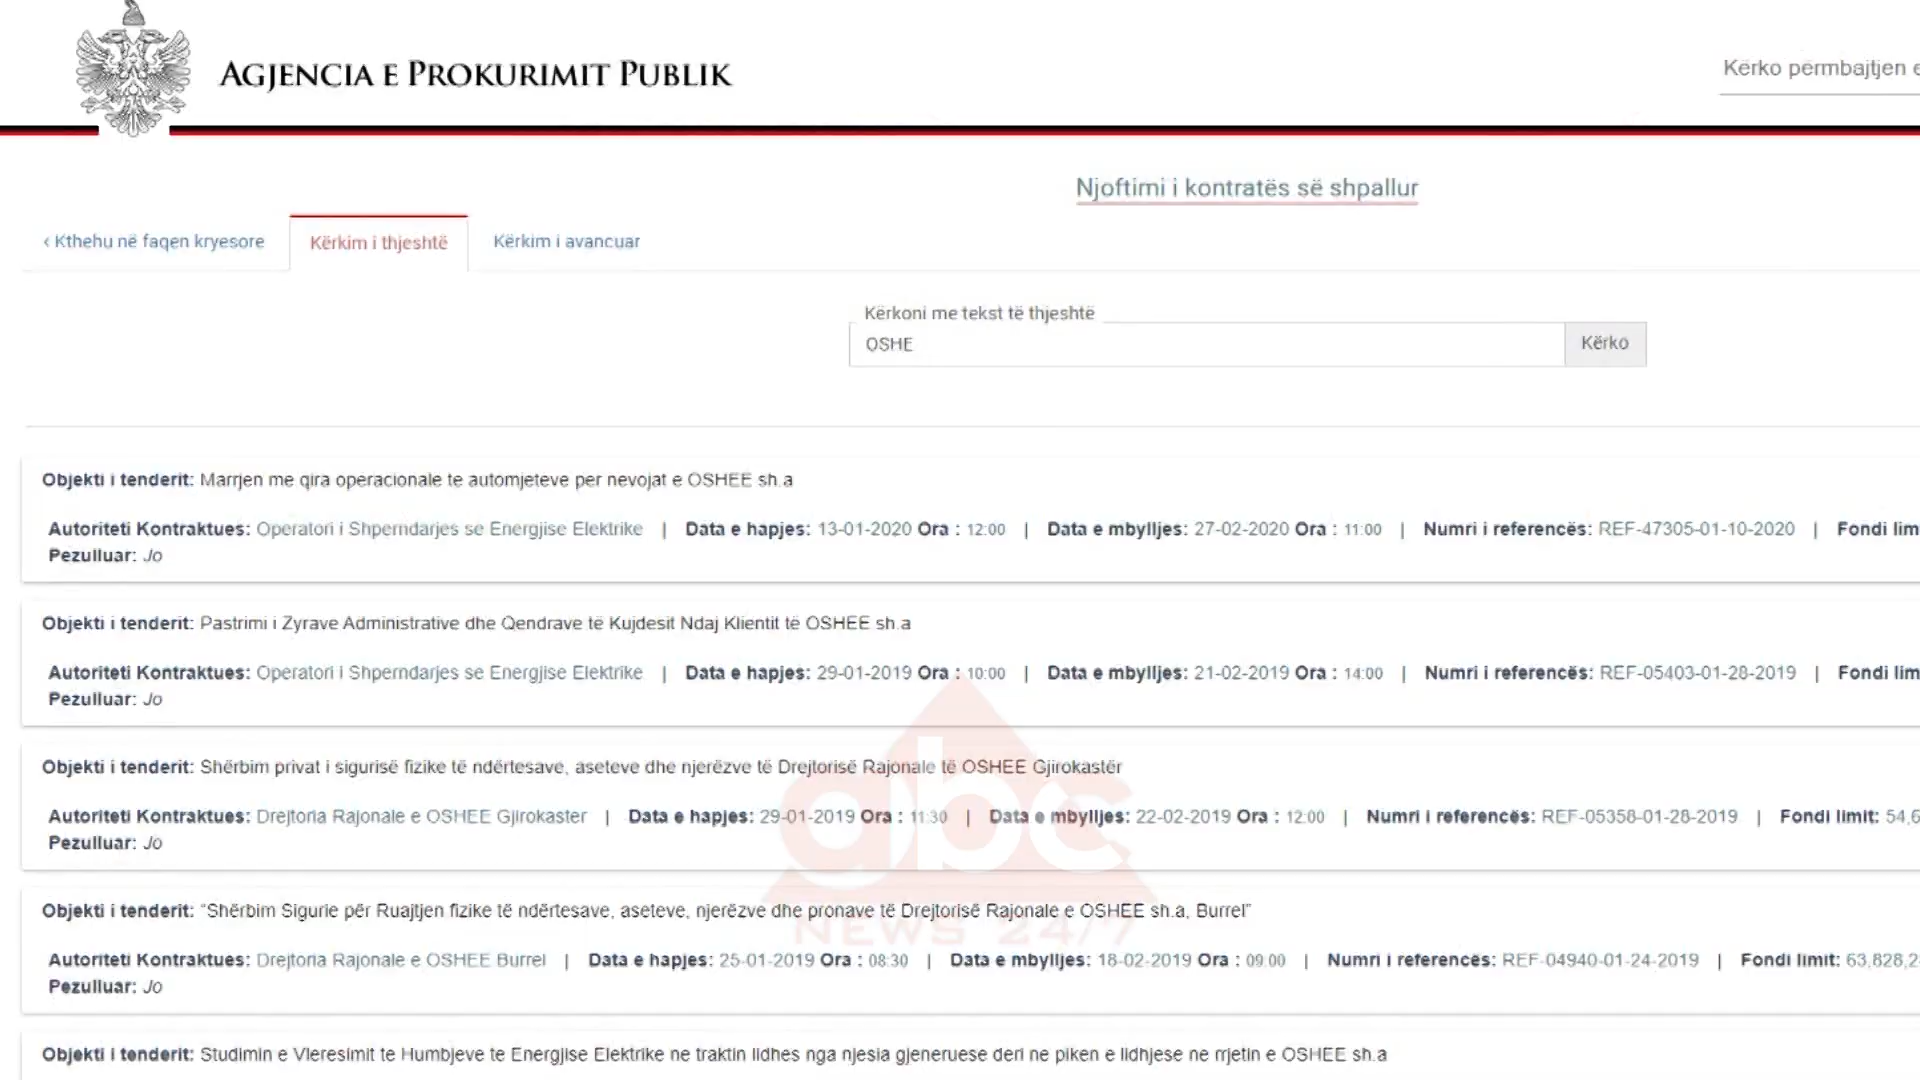 AGJENCIA E PROKURIMIT PUBLIK
Kërko përmbajtjen e
Njoftimi i kontratës së shpallur
‹ Kthehu në faqen kryesore
Kërkim i thjeshtë
Kërkim i avancuar
Kërkoni me tekst të thjeshtë
OSHE
Kërko
Objekti i tenderit: Marrjen me qira operacionale te automjeteve per nevojat e OSHEE sh.a
Autoriteti Kontraktues: Operatori i Shperndarjes se Energjise Elektrike | Data e hapjes: 13-01-2020 Ora : 12:00 | Data e mbylljes: 27-02-2020 Ora : 11:00 | Numri i referencës: REF-47305-01-10-2020 | Fondi lim
Pezulluar: Jo
Objekti i tenderit: Pastrimi i Zyrave Administrative dhe Qendrave të Kujdesit Ndaj Klientit të OSHEE sh.a
Autoriteti Kontraktues: Operatori i Shperndarjes se Energjise Elektrike | Data e hapjes: 29-01-2019 Ora : 10:00 | Data e mbylljes: 21-02-2019 Ora : 14:00 | Numri i referencës: REF-05403-01-28-2019 | Fondi lim
Pezulluar: Jo
Objekti i tenderit: Shërbim privat i sigurisë fizike të ndërtesave, aseteve dhe njerëzve të Drejtorisë Rajonale të OSHEE Gjirokastër
Autoriteti Kontraktues: Drejtoria Rajonale e OSHEE Gjirokaster | Data e hapjes: 29-01-2019 Ora : 11:30 | Data e mbylljes: 22-02-2019 Ora : 12:00 | Numri i referencës: REF-05358-01-28-2019 | Fondi limit: 54,6
Pezulluar: Jo
Objekti i tenderit: "Shërbim Sigurie për Ruajtjen fizike të ndërtesave, aseteve, njerëzve dhe pronave të Drejtorisë Rajonale e OSHEE sh.a, Burrel"
Autoriteti Kontraktues: Drejtoria Rajonale e OSHEE Burrel | Data e hapjes: 25-01-2019 Ora : 08:30 | Data e mbylljes: 18-02-2019 Ora : 09:00 | Numri i referencës: REF-04940-01-24-2019 | Fondi limit: 63,828,2
Pezulluar: Jo
Objekti i tenderit: Studimin e Vleresimit te Humbjeve te Energjise Elektrike ne traktin lidhes nga njesia gjeneruese deri ne piken e lidhjese ne rrjetin e OSHEE sh.a
abc
NEWS 24/7